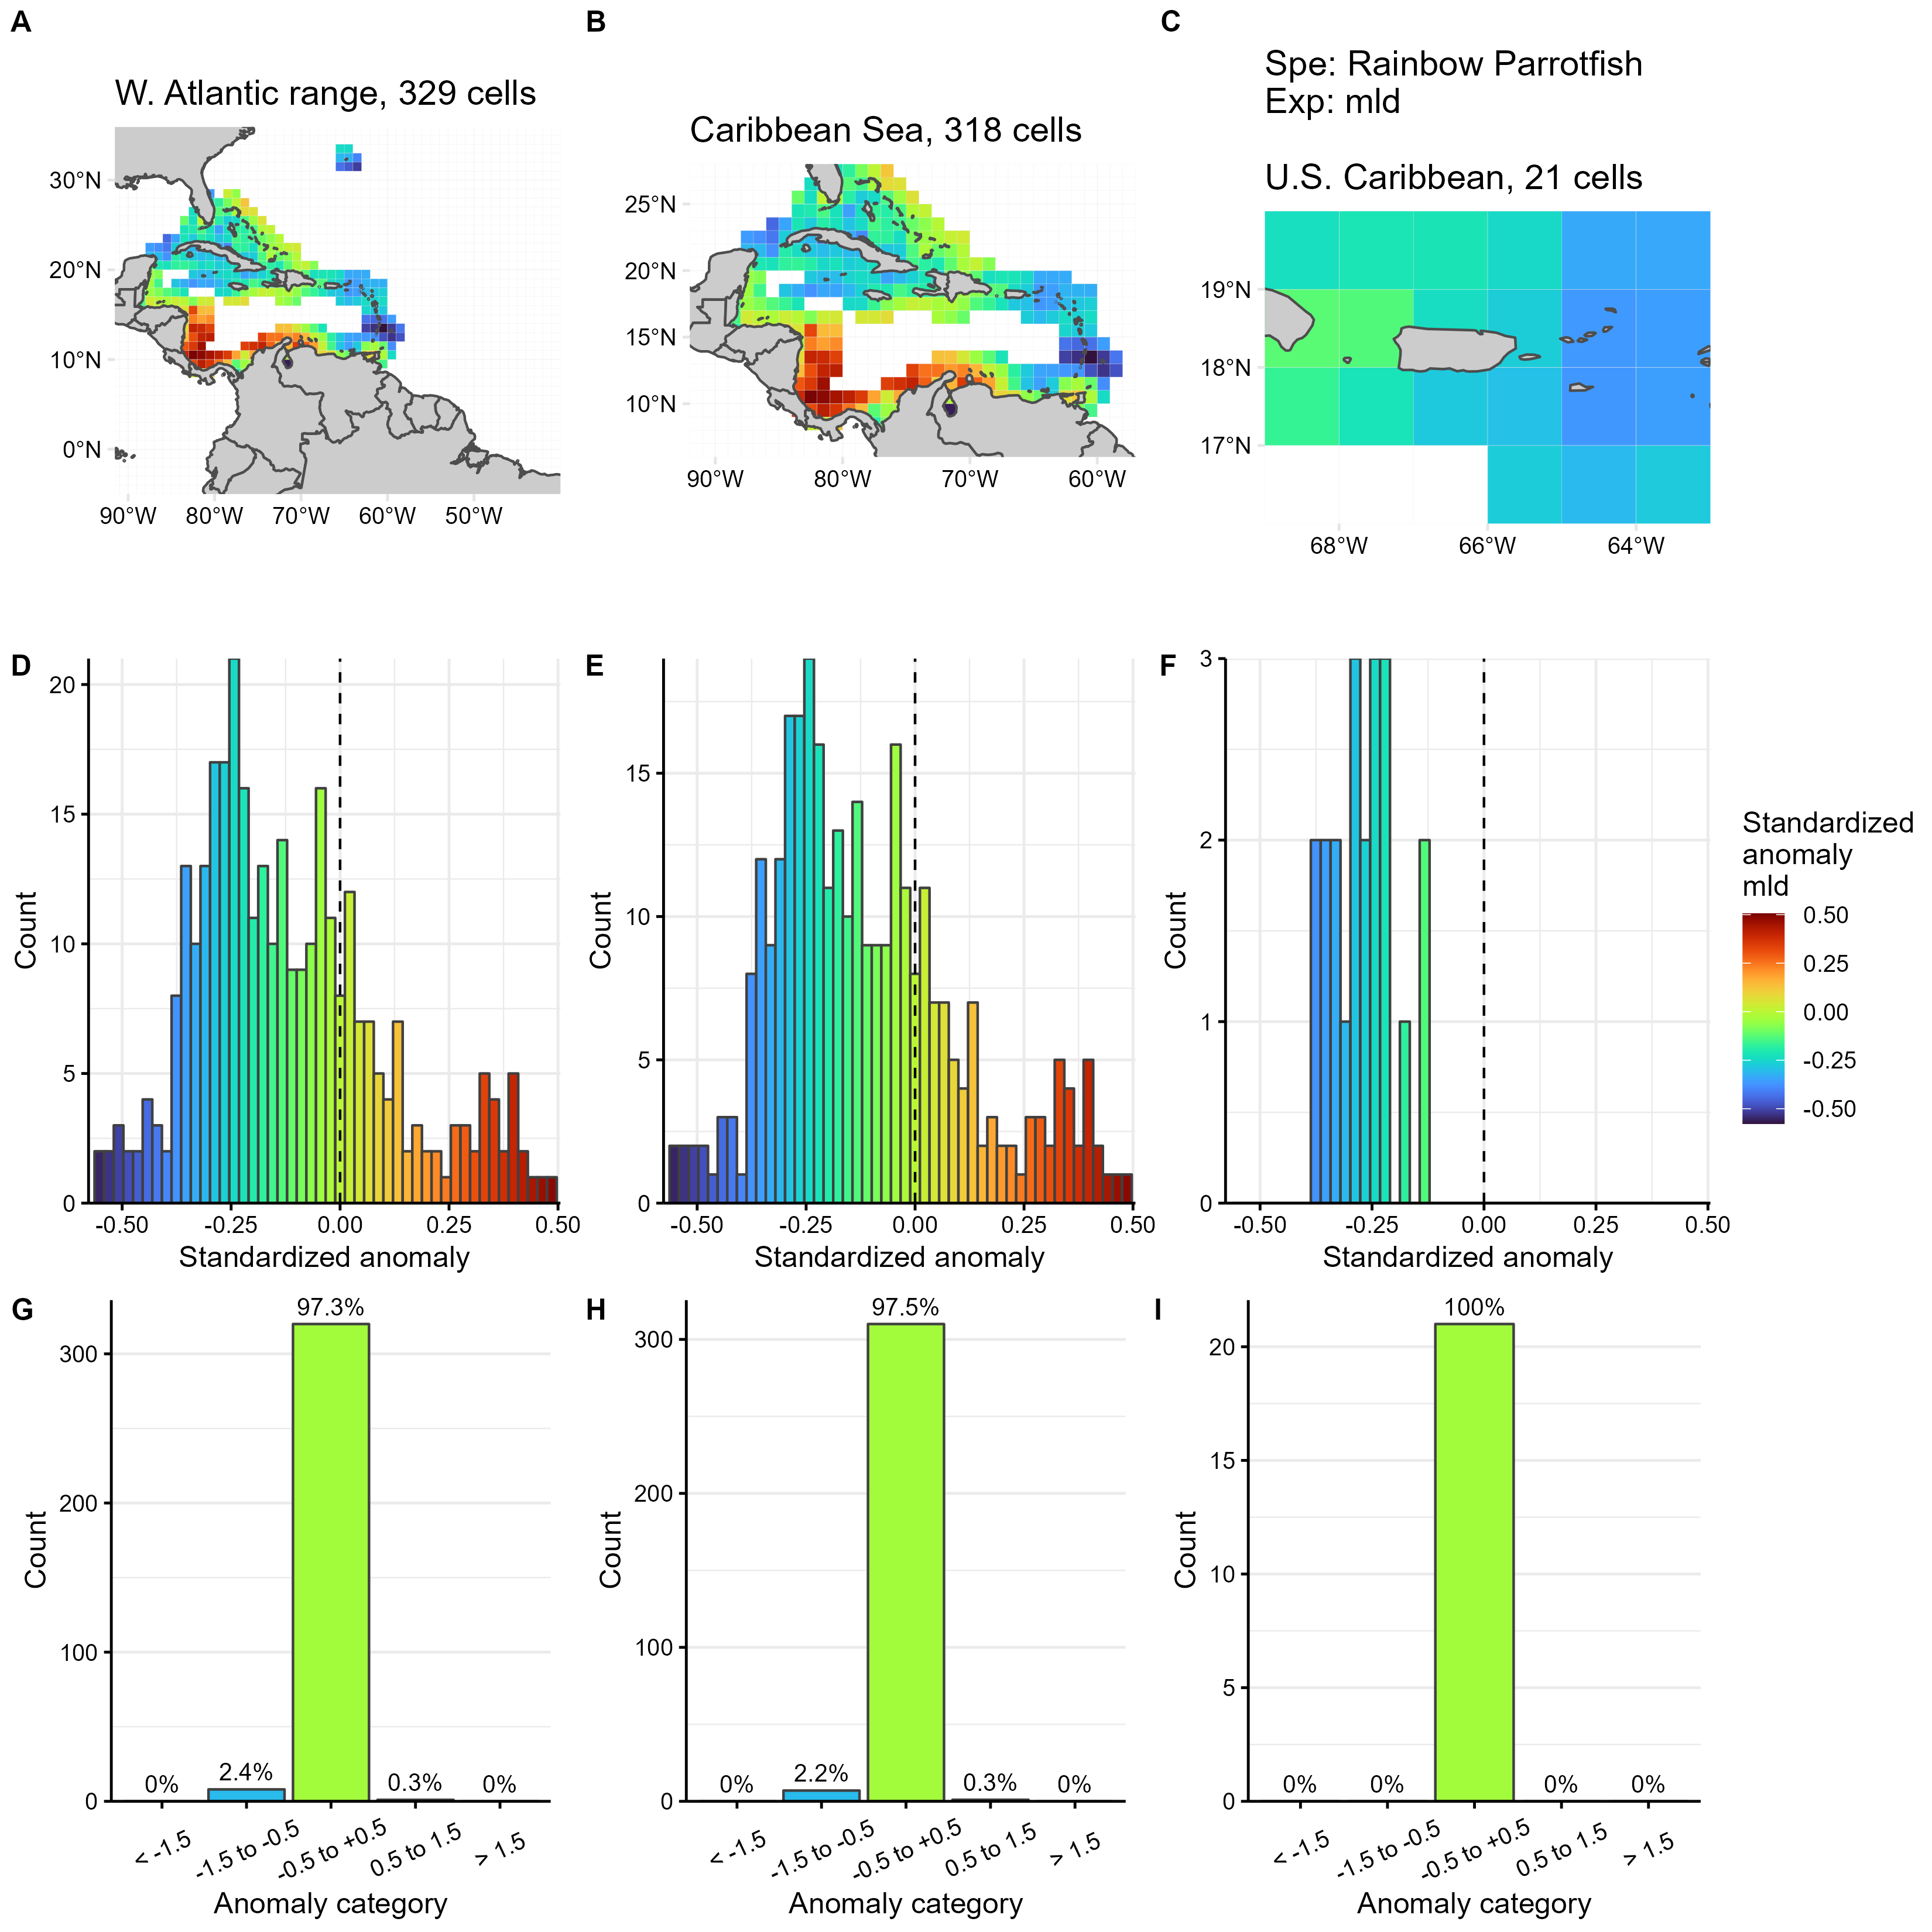 A
B
C
W. Atlantic range, 329 cells
Caribbean Sea, 318 cells
Spe: Rainbow Parrotfish
Exp: mld
U.S. Caribbean, 21 cells
30°N
20°N
10°N
0°N
90°W 80°W 70°W 60°W 50°W
25°N
20°N
15°N
10°N
90°W 80°W 70°W 60°W
19°N
18°N
17°N
68°W 66°W 64°W
D
Count
20
15
10
5
0
-0.50 -0.25 0.00 0.25 0.50
Standardized anomaly
E
Count
15
10
5
0
-0.50 -0.25 0.00 0.25 0.50
Standardized anomaly
F
Count
3
2
1
0
-0.50 -0.25 0.00 0.25 0.50
Standardized anomaly
Standardized
anomaly
mld
0.50
0.25
0.00
-0.25
-0.50
G
Count
300
200
100
0
0% 2.4% 97.3% 0.3% 0%
< -1.5 -1.5 to -0.5 -0.5 to +0.5 0.5 to 1.5 > 1.5
Anomaly category
H
Count
300
200
100
0
0% 2.2% 97.5% 0.3% 0%
< -1.5 -1.5 to -0.5 -0.5 to +0.5 0.5 to 1.5 > 1.5
Anomaly category
I
Count
20
15
10
5
0
0% 0% 100% 0% 0%
< -1.5 -1.5 to -0.5 -0.5 to +0.5 0.5 to 1.5 > 1.5
Anomaly category